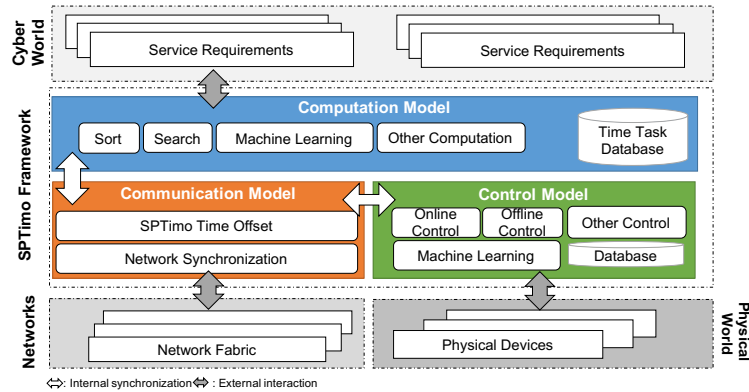 Cyber
World
Service Requirements
Service Requirements
SPTimo Framework
Computation Model
Sort
Search
Machine Learning
Other Computation
Time Task
Database
Communication Model
SPTimo Time Offset
Network Synchronization
Control Model
Online
Control
Offline
Control
Other Control
Machine Learning
Database
Networks
Network Fabric
Physical Devices
Physical
World
: Internal synchronization
: External interaction